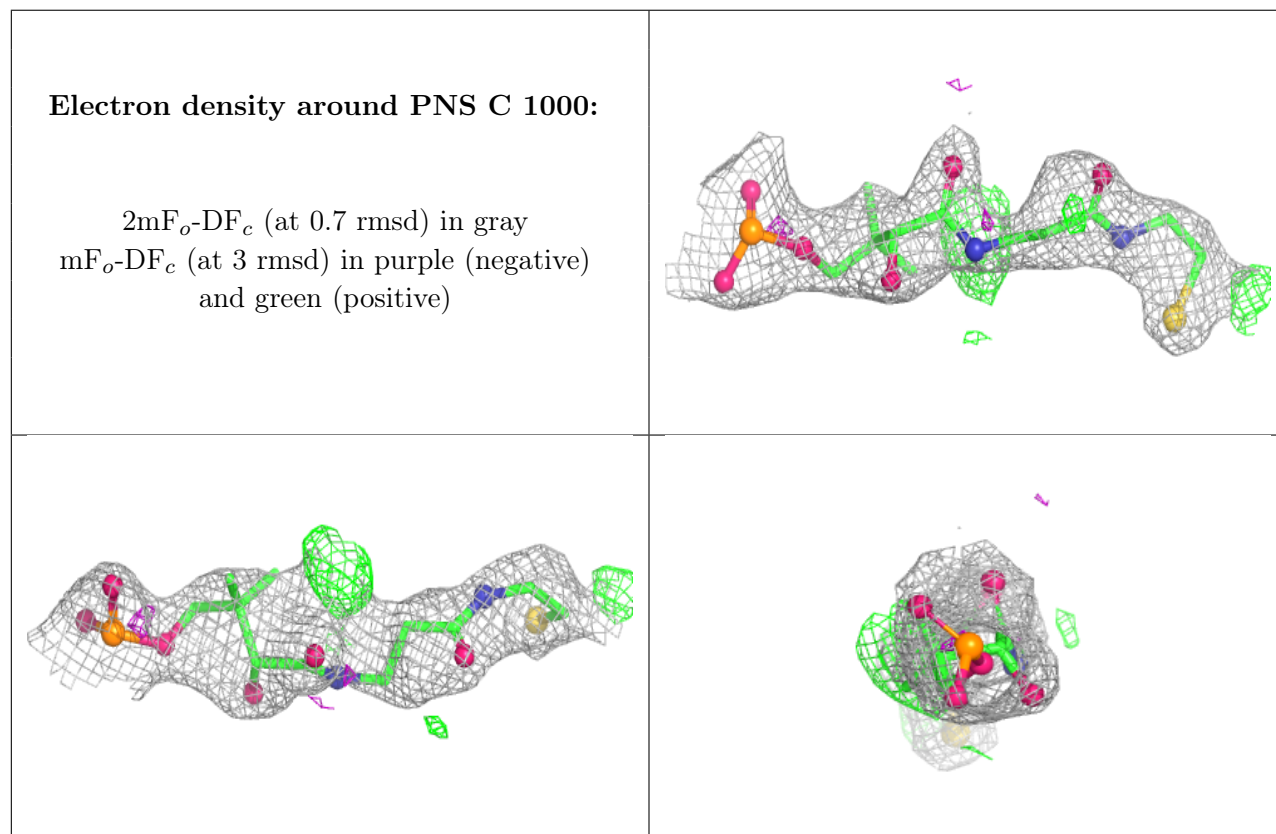 Electron density around PNS C 1000:
2mFo-DFc (at 0.7 rmsd) in gray
mFo-DFc (at 3 rmsd) in purple (negative)
and green (positive)